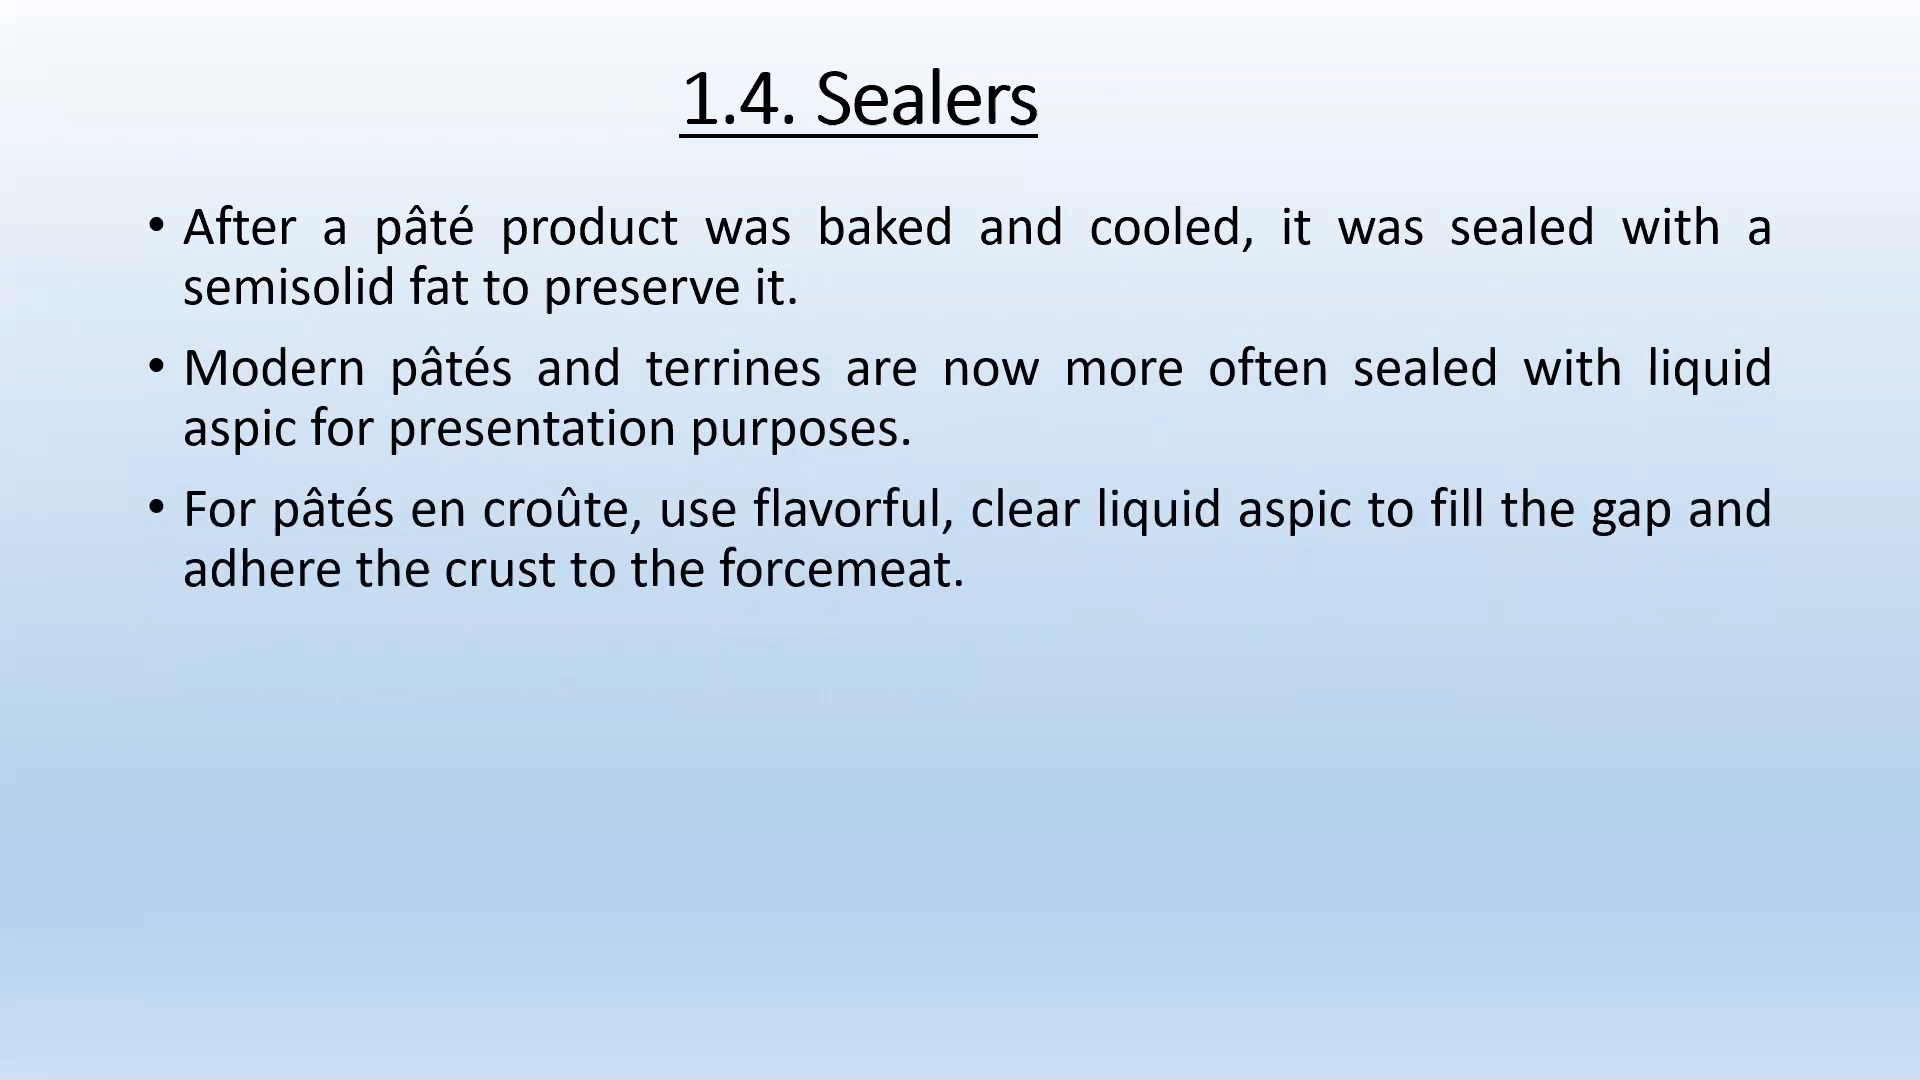 1.4. Sealers
• After a pâté product was baked and cooled, it was sealed with a
semisolid fat to preserve it.
• Modern pâtés and terrines are now more often sealed with liquid
aspic for presentation purposes.
• For pâtés en croûte, use flavorful, clear liquid aspic to fill the gap and
adhere the crust to the forcemeat.